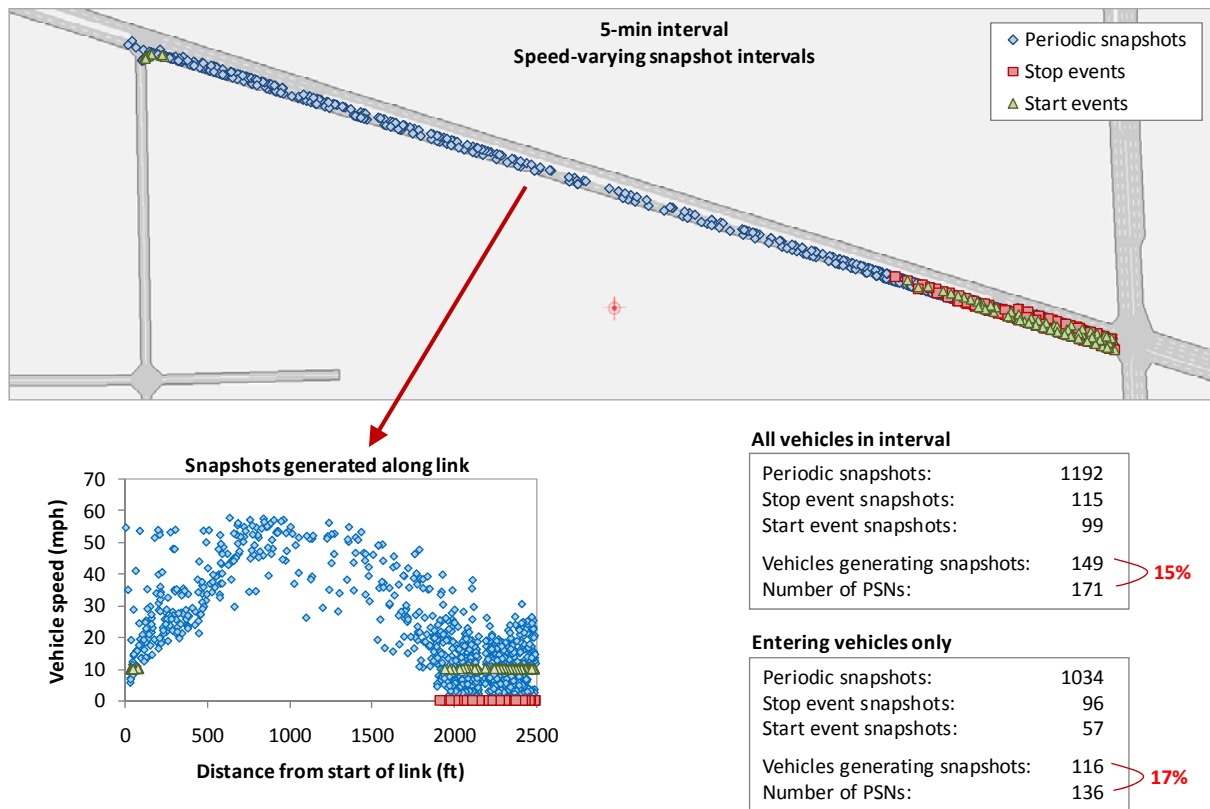 5-min interval
Speed-varying snapshot intervals
Periodic snapshots
Stop events
Start events
Snapshots generated along link
70
60
50
40
30
20
10
0
Vehicle speed (mph)
0 500 1000 1500 2000 2500
Distance from start of link (ft)
All vehicles in interval
Periodic snapshots: 1192
Stop event snapshots: 115
Start event snapshots: 99
Vehicles generating snapshots: 149
15%
Number of PSNs: 171
Entering vehicles only
Periodic snapshots: 1034
Stop event snapshots: 96
Start event snapshots: 57
Vehicles generating snapshots: 116
17%
Number of PSNs: 136